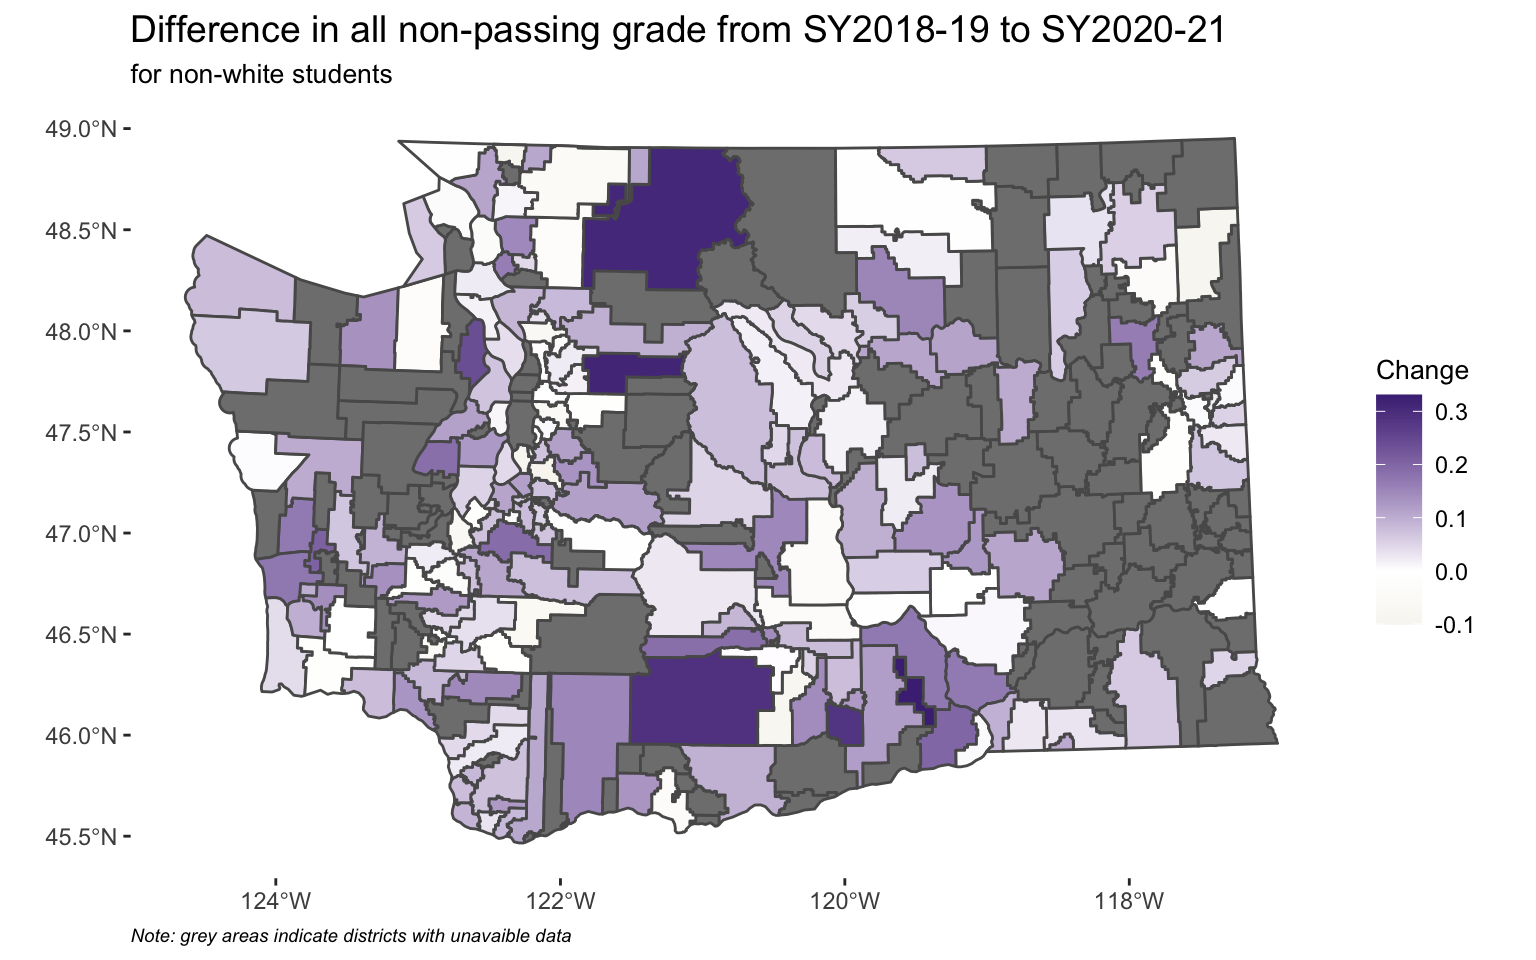 Difference in all non-passing grade from SY2018-19 to SY2020-21
for non-white students
49.0°N
48.5°N
48.0°N
47.5°N
47.0°N
46.5°N
46.0°N
45.5°N
124°W
122°W
120°W
118°W
Change
0.3
0.2
0.1
0.0
-0.1
Note: grey areas indicate districts with unavaible data